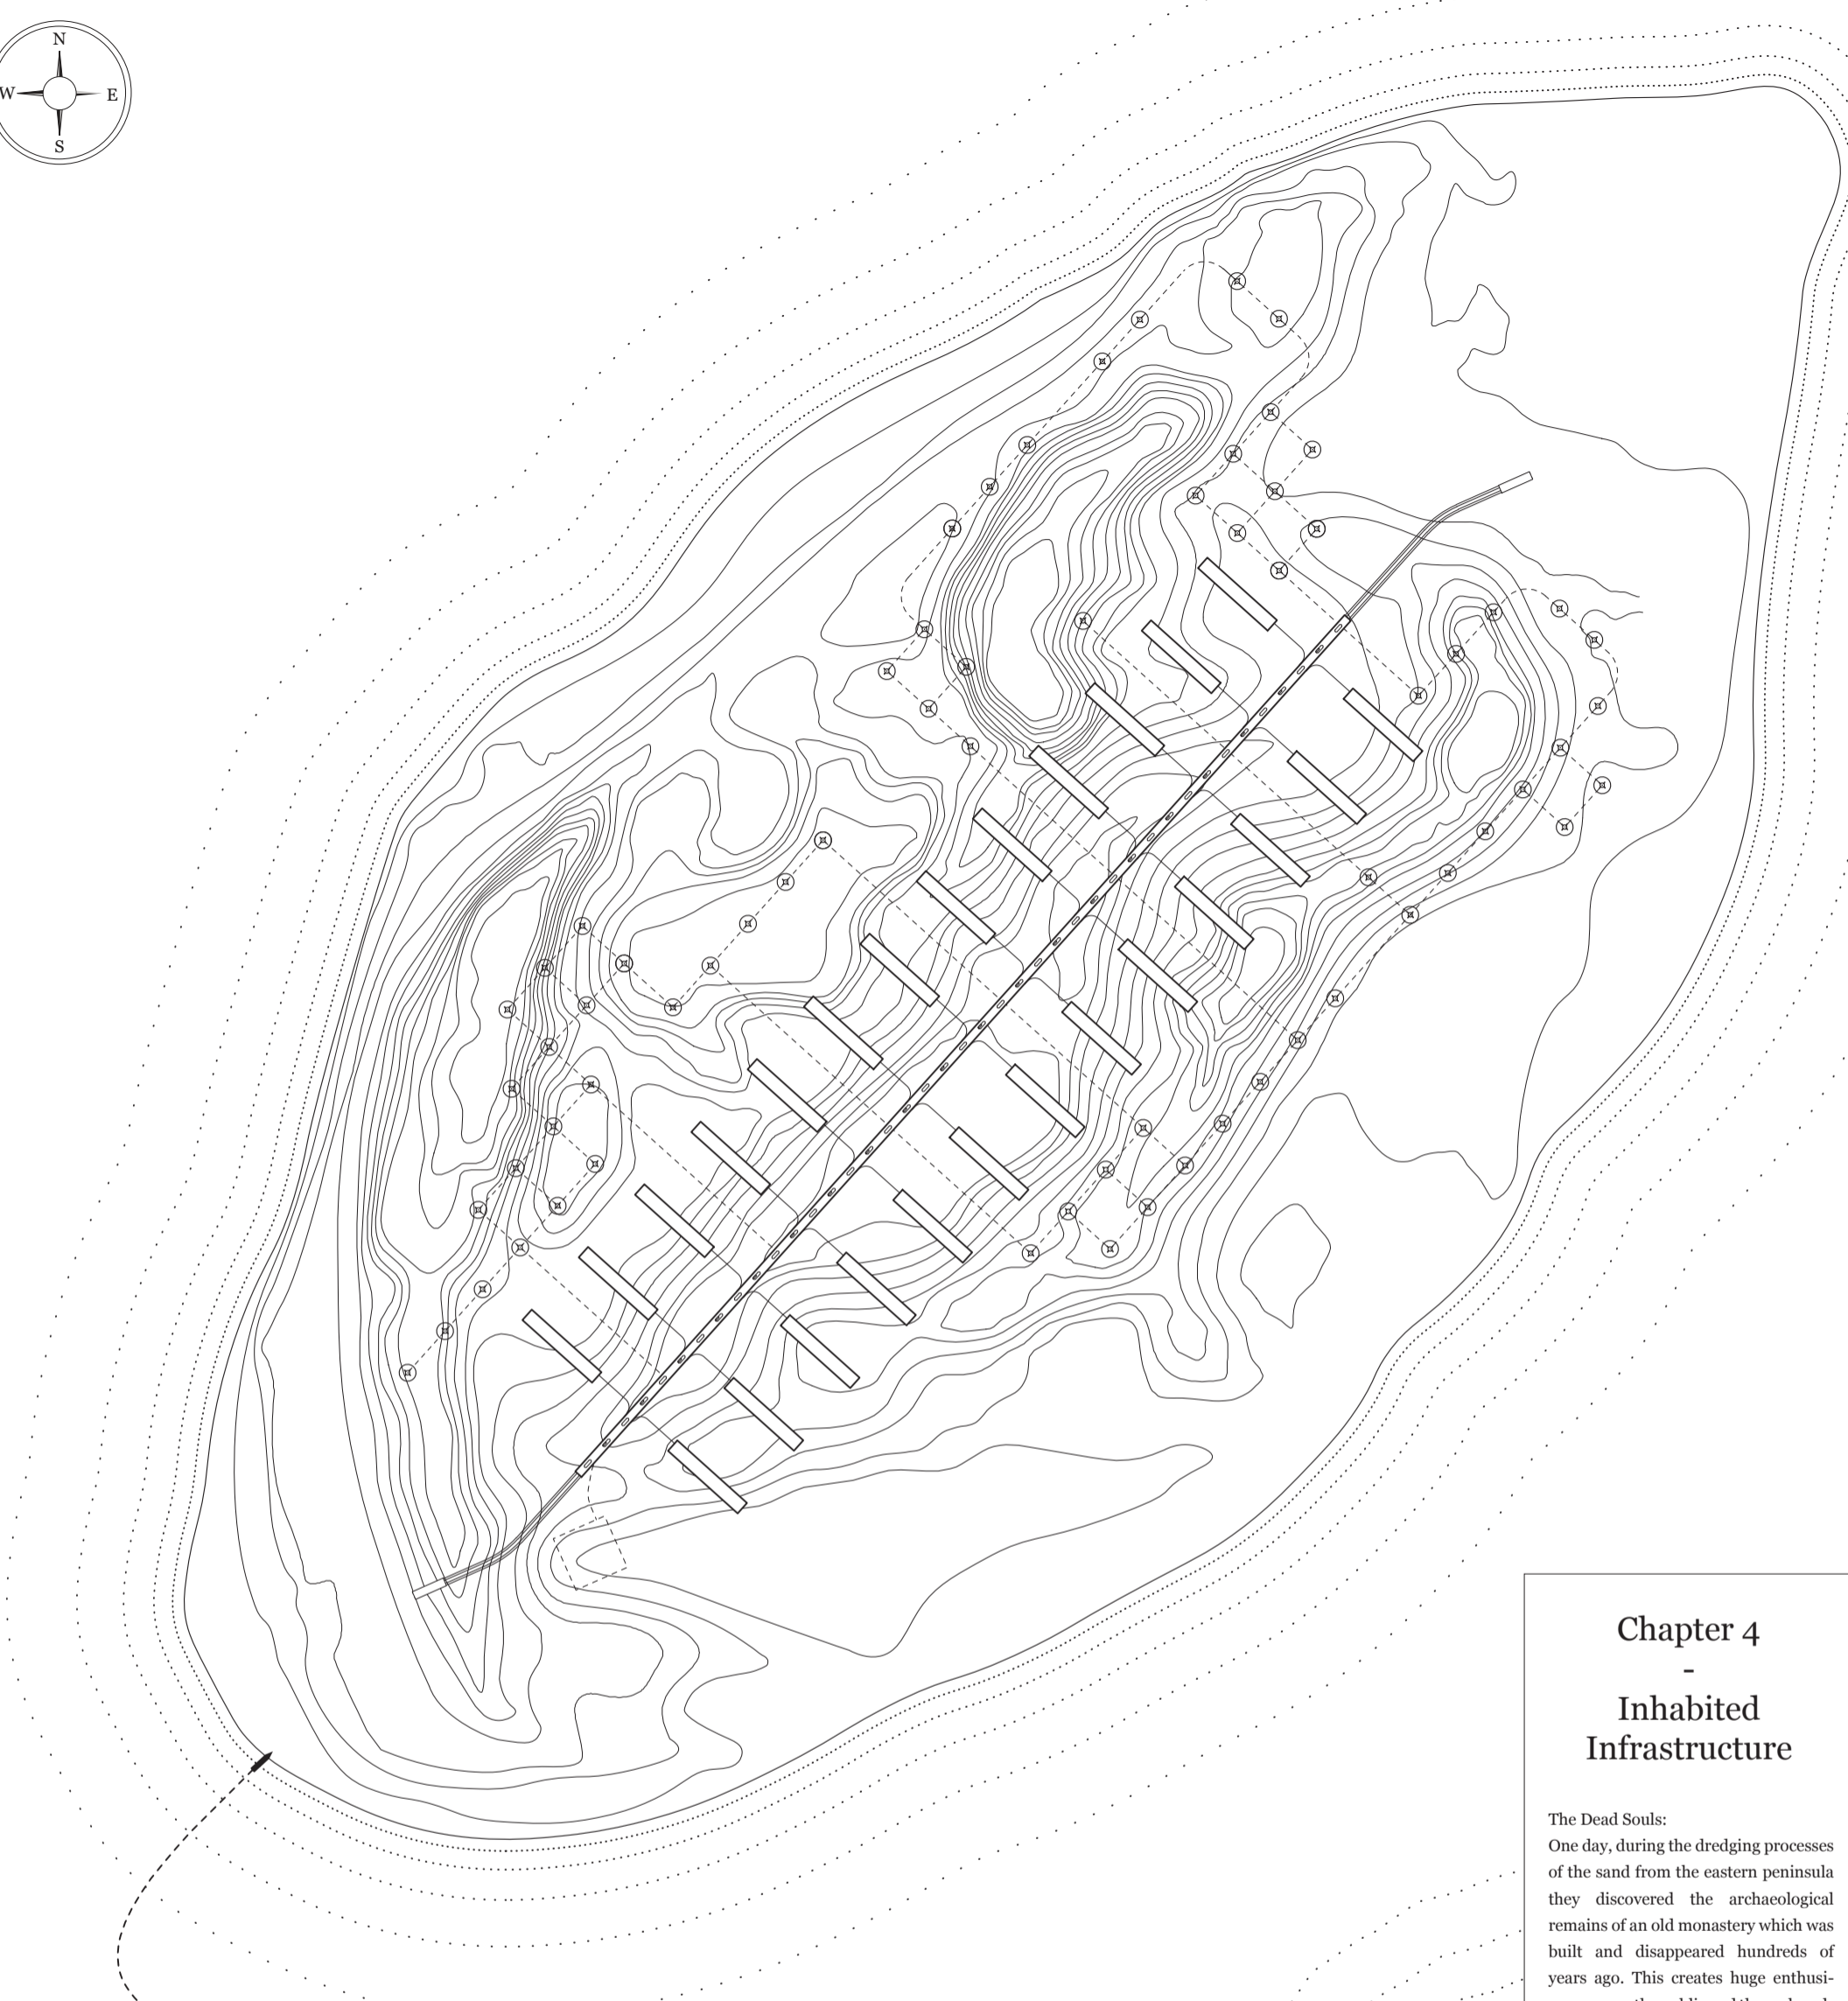 N
W
E
S
Chapter 4
-
Inhabited
Infrastructure
The Dead Souls:
One day, during the dredging processes
of the sand from the eastern peninsula
they discovered the archaeological
remains of an old monastery which was
built and disappeared hundreds of
years ago. This creates huge enthusi-